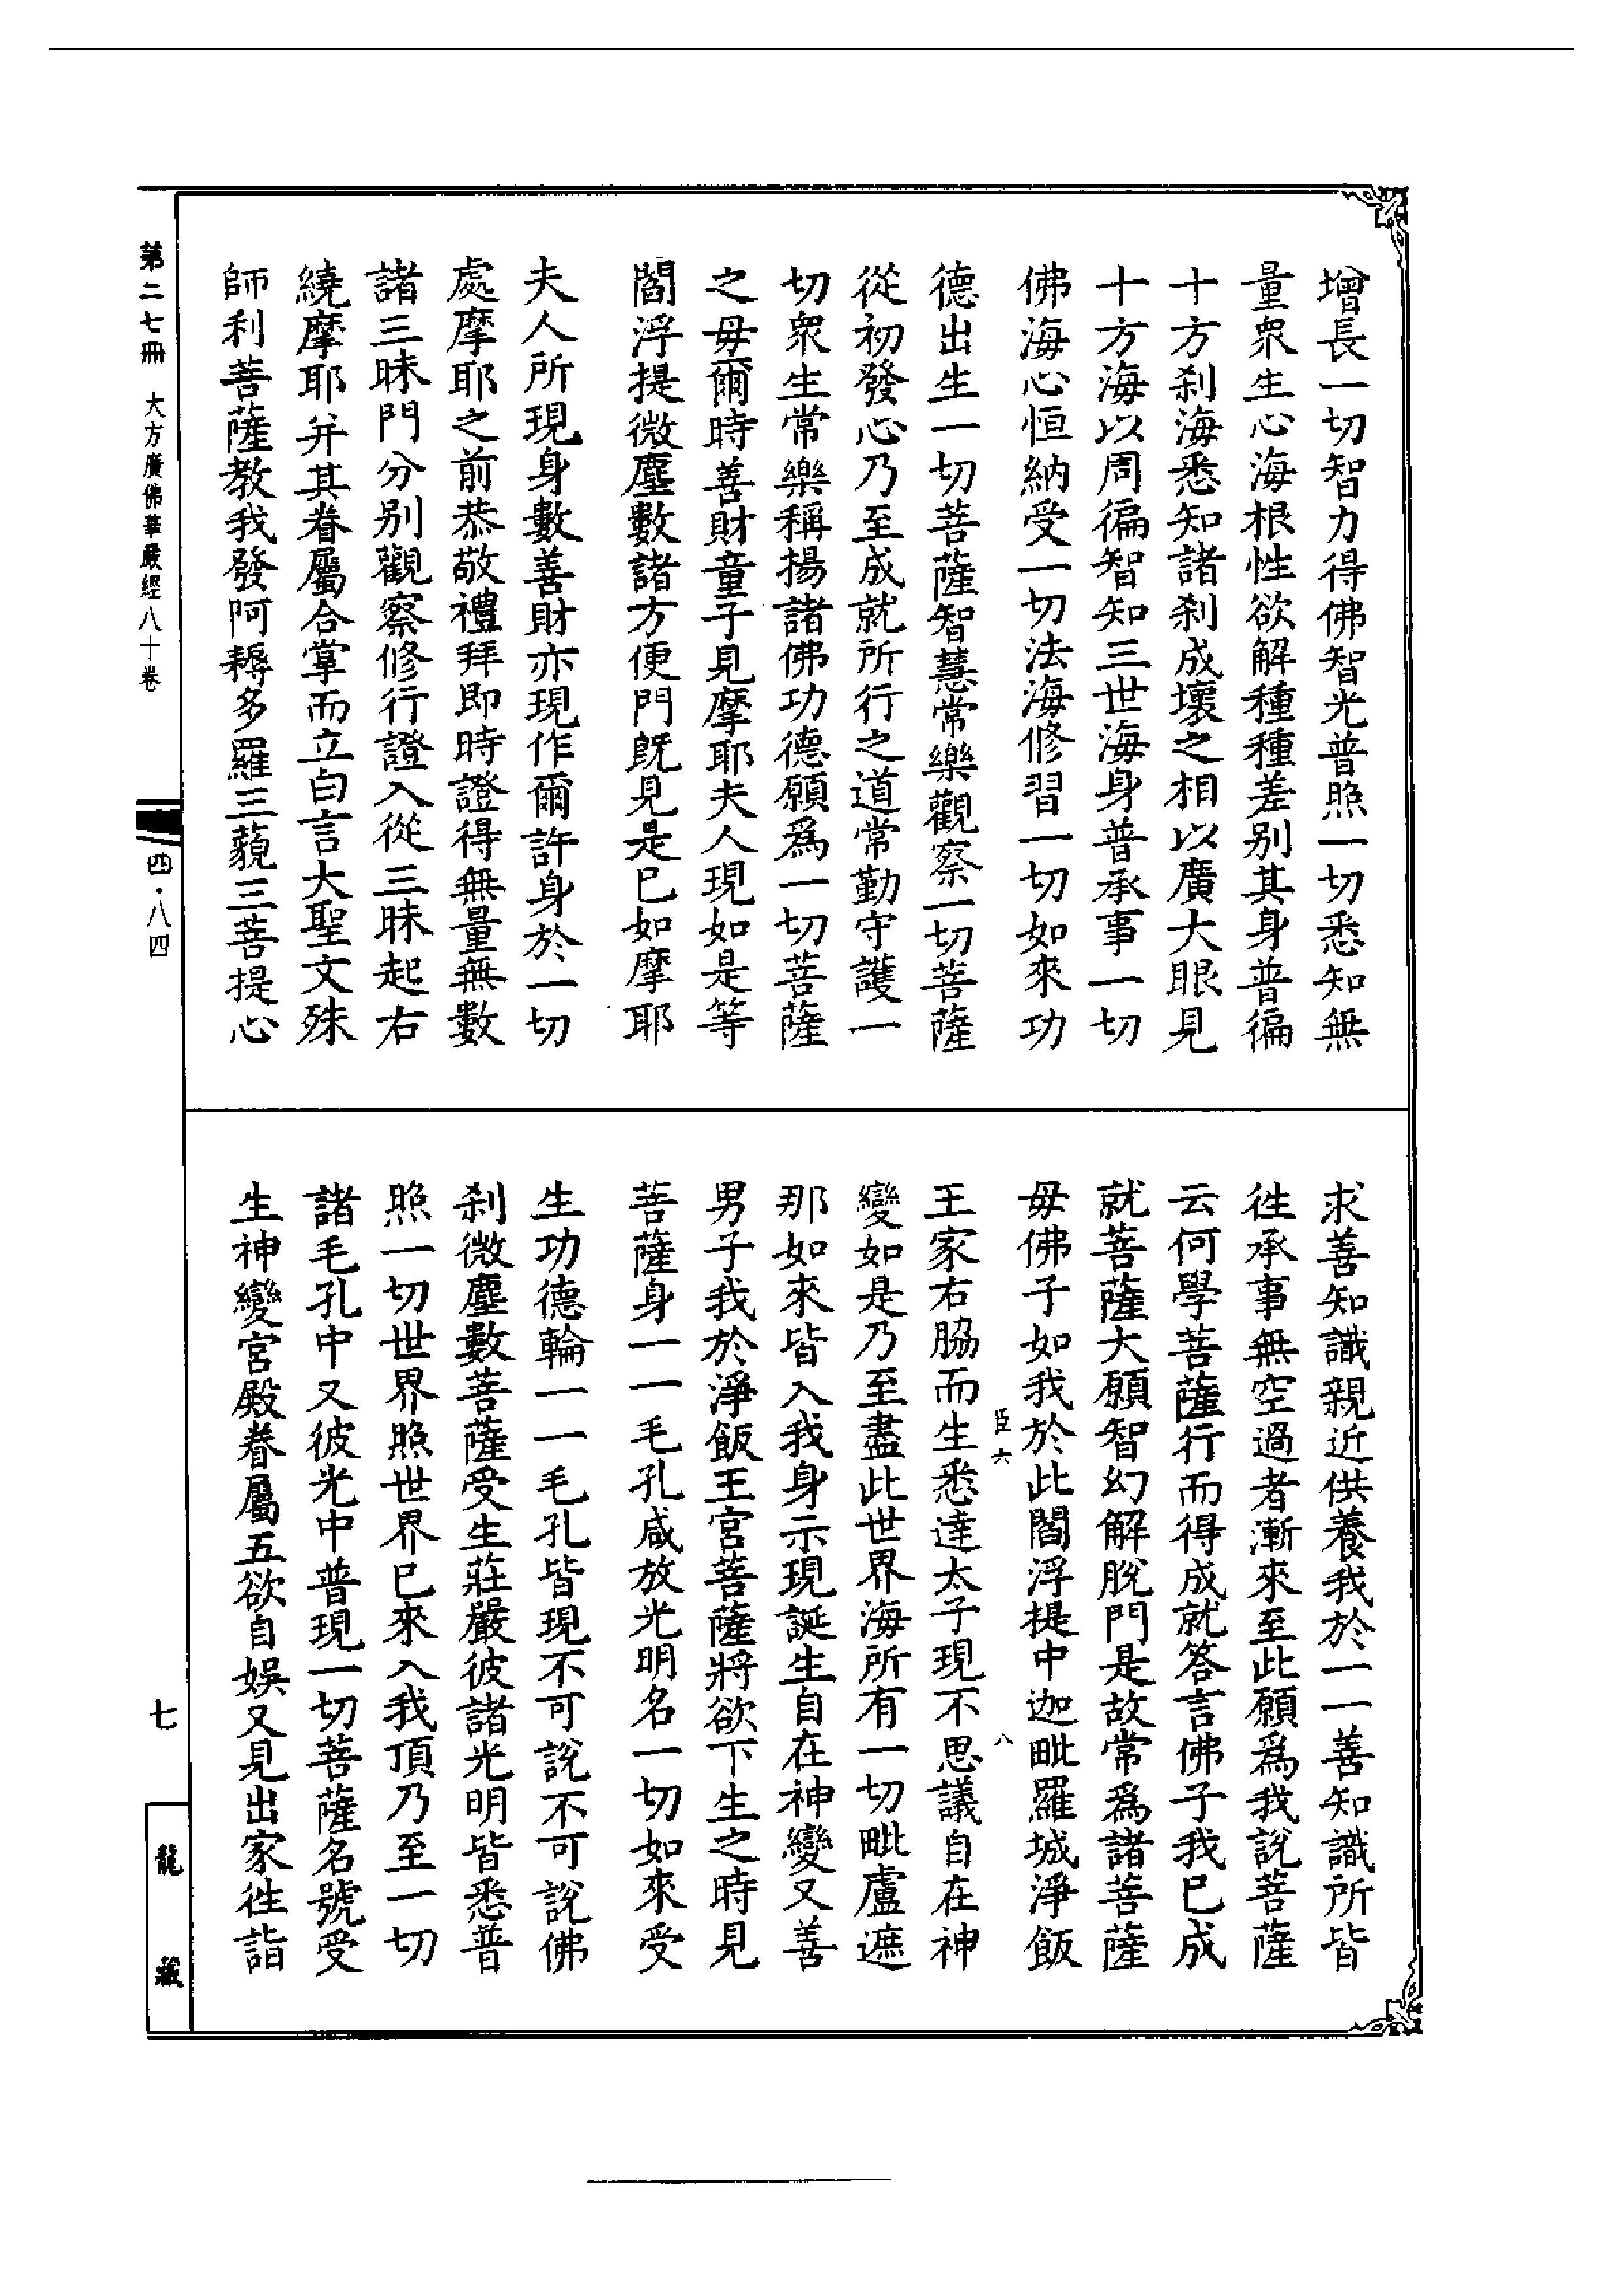 增長一切智力得佛智光普照一切悉知無
量衆生心海根性欲解種種差別其身普徧
十方刹海悉知諸刹成壞之相以廣大眼見
十方海以周徧智知三世海身普承事一切
佛海心恒納受一切法海修習一切如來功
德出生一切菩薩智慧常樂觀察一切菩薩
從初發心乃至成就所行之道常勤守護一
切衆生常樂稱揚諸佛功德願爲一切菩薩
之毋爾時善財童子見摩耶夫人現如是等
閻浮提微塵數諸方便門旣見是已如摩耶
夫人所現身數善財亦現作爾許身於一切
處摩耶之前恭敬禮拜即時證得無量無數
諸三昧門分別觀察修行證入從三昧起右
繞摩耶并其眷屬合掌而立白言大聖文殊
師利菩薩教我發阿耨多羅三藐三菩提心
求善知識親近供養我於一一善知識所皆
往承事無空過者漸來至此願爲我說菩薩
云何學菩薩行而得成就答言佛子我已成
就菩薩大願智幻解脫門是故常爲諸菩薩
毋佛子如我於此閻浮提中迦毗羅城淨飯
臣六 八
王家右脇而生悉達太子現不思議自在神
變如是乃至盡此世界海所有一切毗盧遮
那如來皆入我身示現誕生自在神變又善
男子我於淨飯王宮菩薩將欲下生之時見
菩薩身一一毛孔咸放光明名一切如來受
生功德輪一一毛孔皆現不可說不可說佛
刹微塵數菩薩受生莊嚴彼諸光明皆悉普
照一切世界照世界已來入我頂乃至一切
諸毛孔中又彼光中普現一切菩薩名號受
生神變宮殿眷屬五欲自娛又見出家往詣
第二七冊 大方廣佛華嚴經八十卷
四·八四
七
龍藏